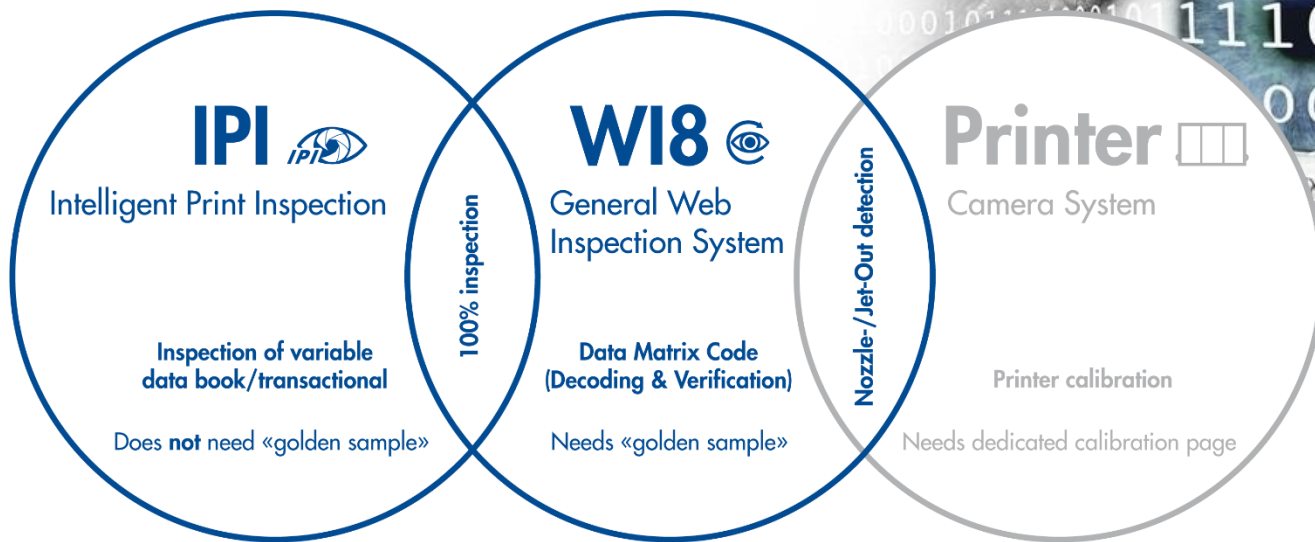 IPI
IPI
Intelligent Print Inspection
Inspection of variable
data book/transactional
Does not need «golden sample»
100% inspection
WI8
General Web
Inspection System
Data Matrix Code
(Decoding & Verification)
Needs «golden sample»
Nozzle-/Jet-Out detection
Printer
Camera System
Printer calibration
Needs dedicated calibration page